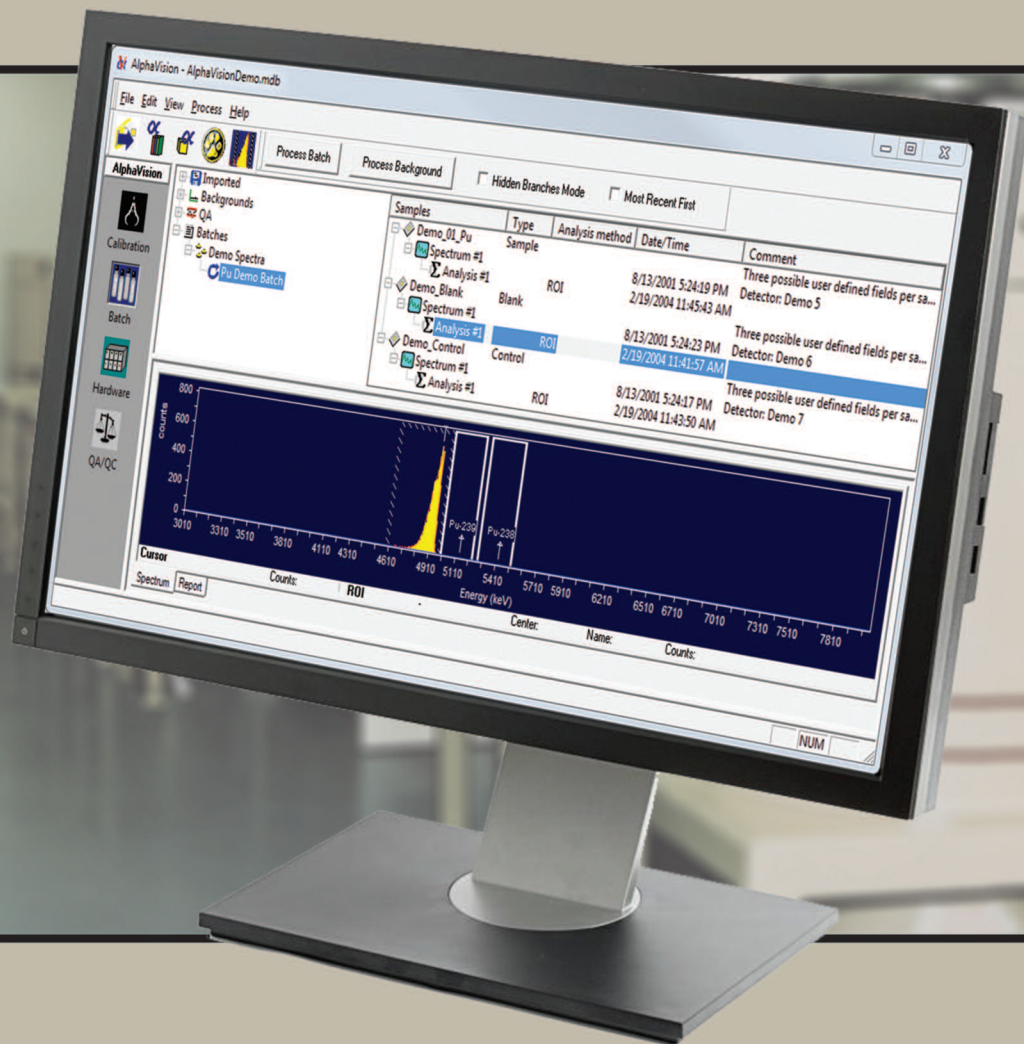 AlphaVision - AlphaVisionDemo.mdb
File Edit View Process Help
Process Batch
Process Background
Hidden Branches Mode
Most Recent First
AlphaVision
Calibration
Batch
Hardware
QA/QC
Imported
Backgrounds
QA
Batches
Demo Spectra
Pu Demo Batch
Samples Type Analysis method Date/Time Comment
Demo_01_Pu Sample
Spectrum #1 8/13/2001 5:24:19 PM Three possible user defined fields per sa...
Analysis #1 ROI 2/19/2004 11:45:43 AM Detector: Demo 5
Demo_Blank Blank
Spectrum #1 8/13/2001 5:24:23 PM Three possible user defined fields per sa...
Analysis #1 ROI 2/19/2004 11:41:57 AM Detector: Demo 6
Demo_Control Control
Spectrum #1 8/13/2001 5:24:17 PM Three possible user defined fields per sa...
Analysis #1 ROI 2/19/2004 11:43:50 AM Detector: Demo 7
counts
800
600
400
200
0
Pu-239 Pu-238
3010 3310 3510 3810 4110 4310 4610 4910 5110 5410 5710 5910 6210 6510 6710 7010 7310 7510 7810
Energy (keV)
Cursor Counts: ROI Center: Name: Counts:
Spectrum Report
NUM